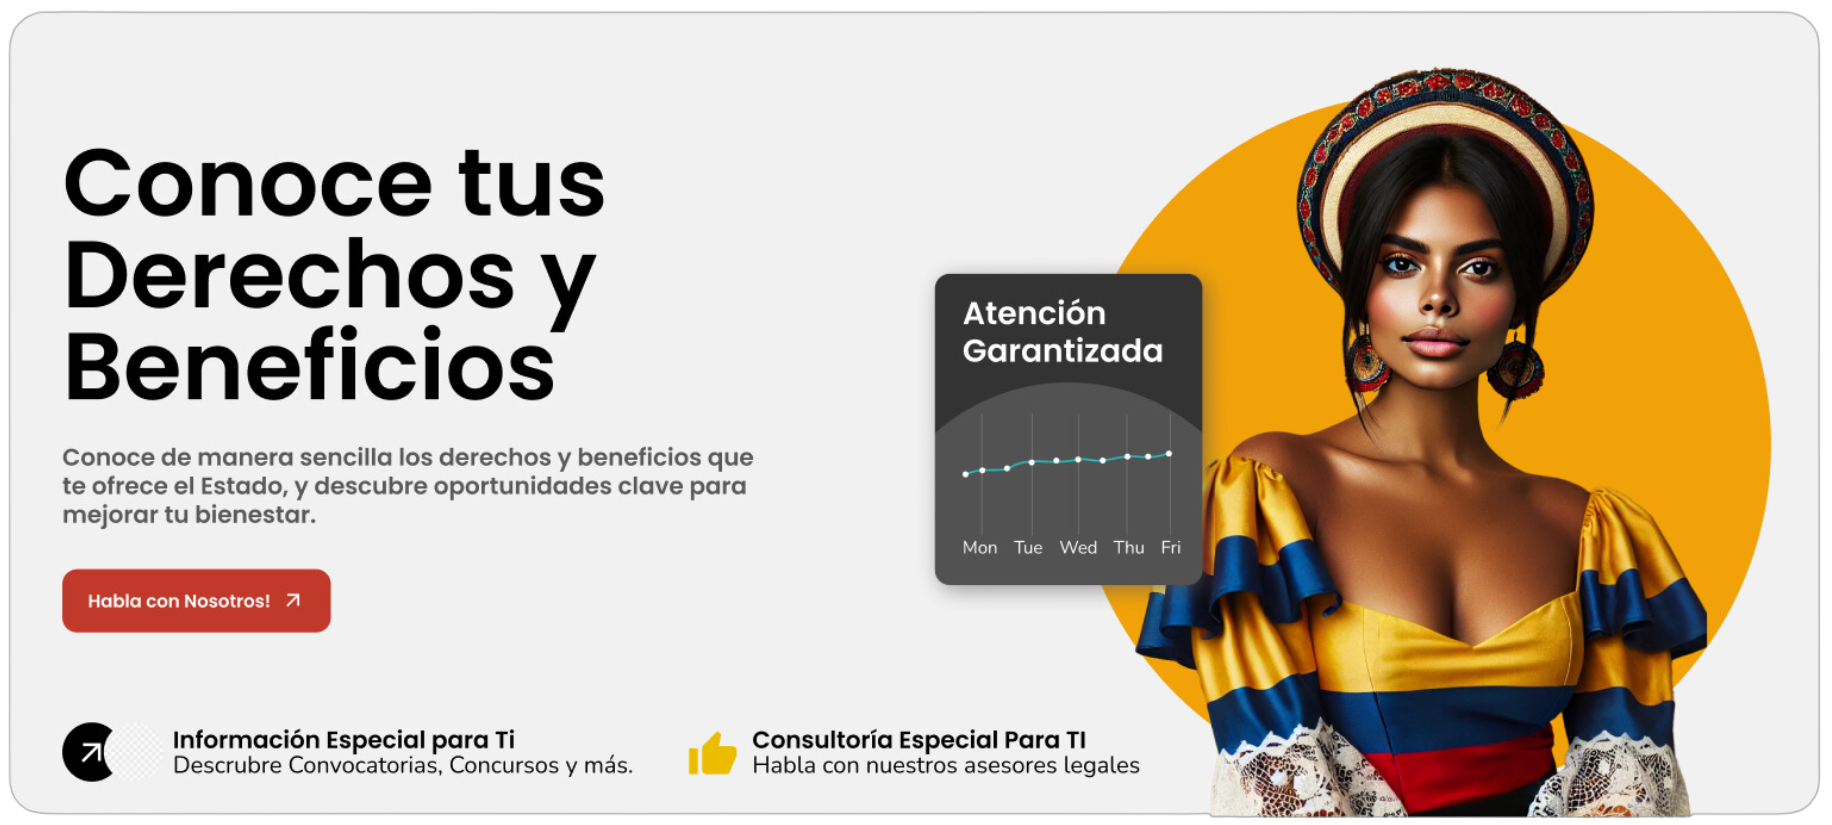 Conoce tus
Derechos y
Beneficios
Conoce de manera sencilla los derechos y beneficios que
te ofrece el Estado, y descubre oportunidades clave para
mejorar tu bienestar.
Habla con Nosotros!
Atención
Garantizada
Mon Tue Wed Thu Fri
Información Especial para Ti
Descrubre Convocatorias, Concursos y más.
Consultoría Especial Para TI
Habla con nuestros asesores legales